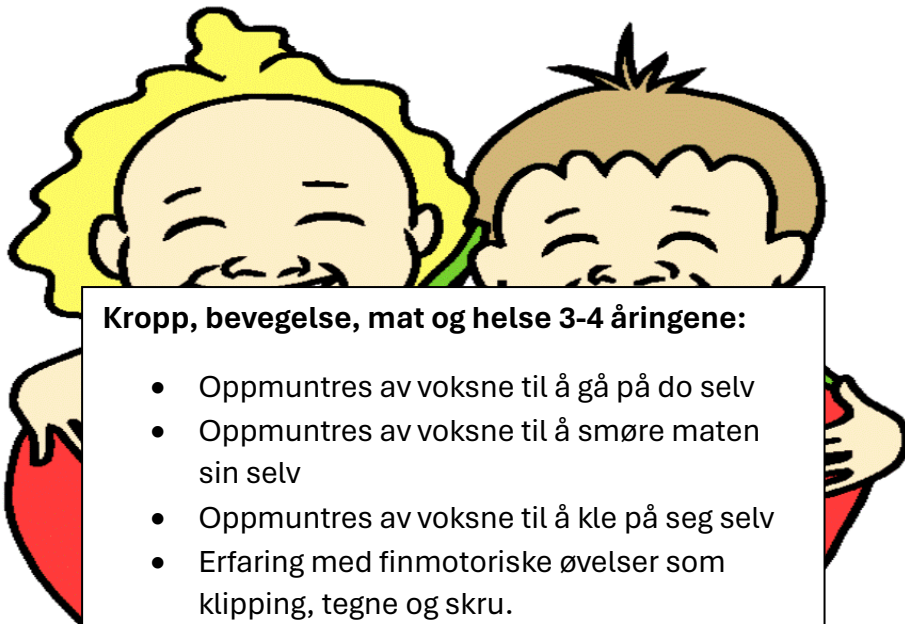 Kropp, bevegelse, mat og helse 3-4 åringene:
• Oppmuntres av voksne til å gå på do selv
• Oppmuntres av voksne til å smøre maten
sin selv
• Oppmuntres av voksne til å kle på seg selv
• Erfaring med finmotoriske øvelser som
klipping, tegne og skru.